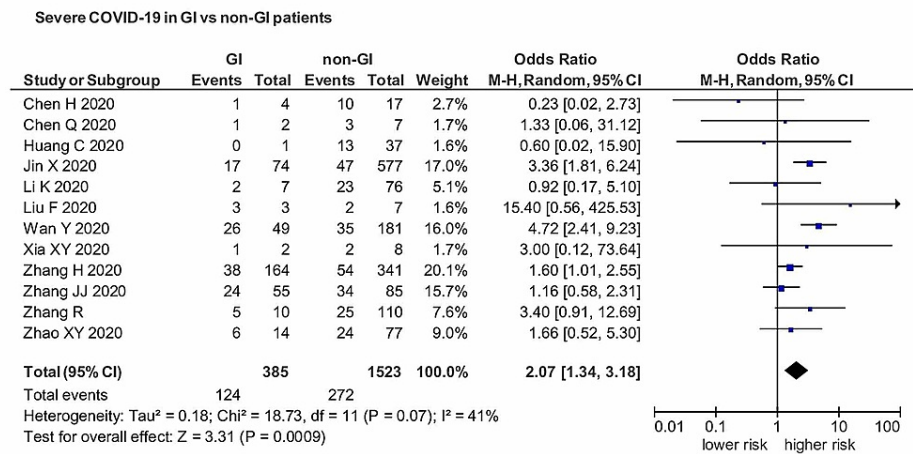 Severe COVID-19 in GI vs non-GI patients
GI non-GI Odds Ratio Odds Ratio
Study or Subgroup Events Total Events Total Weight M-H, Random, 95% CI M-H, Random, 95% CI
Chen H 2020 1 4 10 17 2.7% 0.23 [0.02, 2.73]
Chen Q 2020 1 2 3 7 1.7% 1.33 [0.06, 31.12]
Huang C 2020 0 1 13 37 1.6% 0.60 [0.02, 15.90]
Jin X 2020 17 74 47 577 17.0% 3.36 [1.81, 6.24]
Li K 2020 2 7 23 76 5.1% 0.92 [0.17, 5.10]
Liu F 2020 3 3 2 7 1.6% 15.40 [0.56, 425.53]
Wan Y 2020 26 49 35 181 16.0% 4.72 [2.41, 9.23]
Xia XY 2020 1 2 2 8 1.7% 3.00 [0.12, 73.64]
Zhang H 2020 38 164 54 341 20.1% 1.60 [1.01, 2.55]
Zhang JJ 2020 24 55 34 85 15.7% 1.16 [0.58, 2.31]
Zhang R 5 10 25 110 7.6% 3.40 [0.91, 12.69]
Zhao XY 2020 6 14 24 77 9.0% 1.66 [0.52, 5.30]
Total (95% CI) 385 1523 100.0% 2.07 [1.34, 3.18]
Total events 124 272
Heterogeneity: Tau² = 0.18; Chi² = 18.73, df = 11 (P = 0.07); I² = 41%
Test for overall effect: Z = 3.31 (P = 0.0009)
0.01 0.1 1 10 100
lower risk higher risk